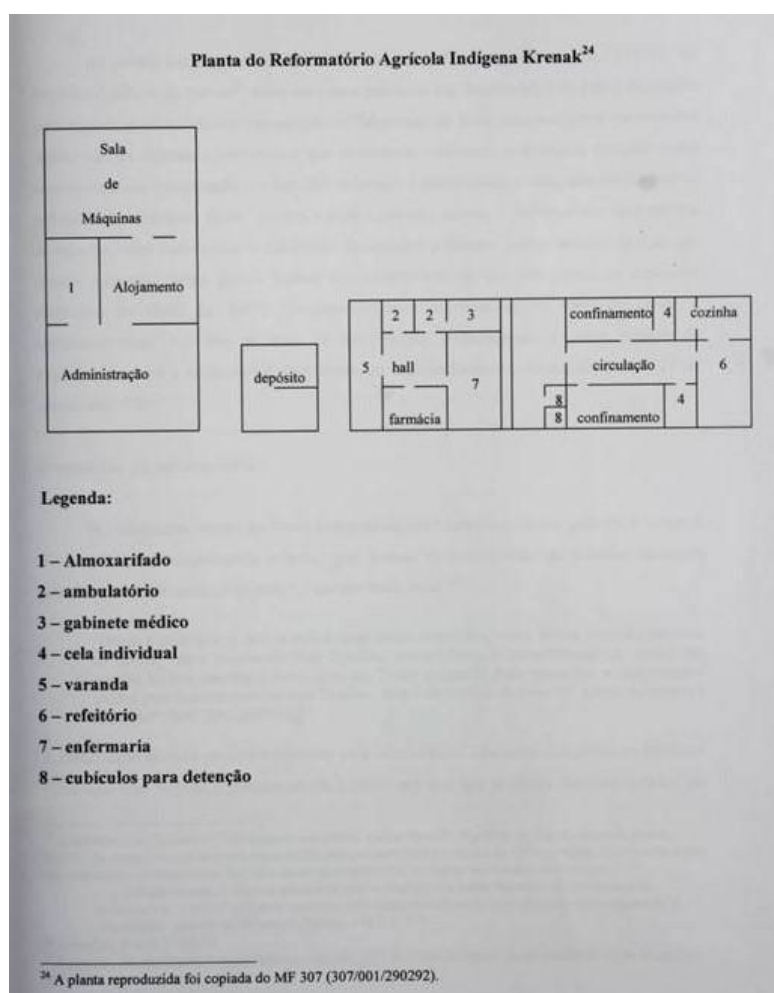 Planta do Reformatório Agrícola Indígena Krenak24
Sala
de
Máquinas
1 Alojamento
Administração
depósito
2 2 3
5 hall
7
farmácia
confinamento 4 cozinha
circulação 6
8 4
8 confinamento
Legenda:
1 – Almoxarifado
2 – ambulatório
3 – gabinete médico
4 – cela individual
5 – varanda
6 – refeitório
7 – enfermaria
8 – cubículos para detenção
24 A planta reproduzida foi copiada do MF 307 (307/001/290292).